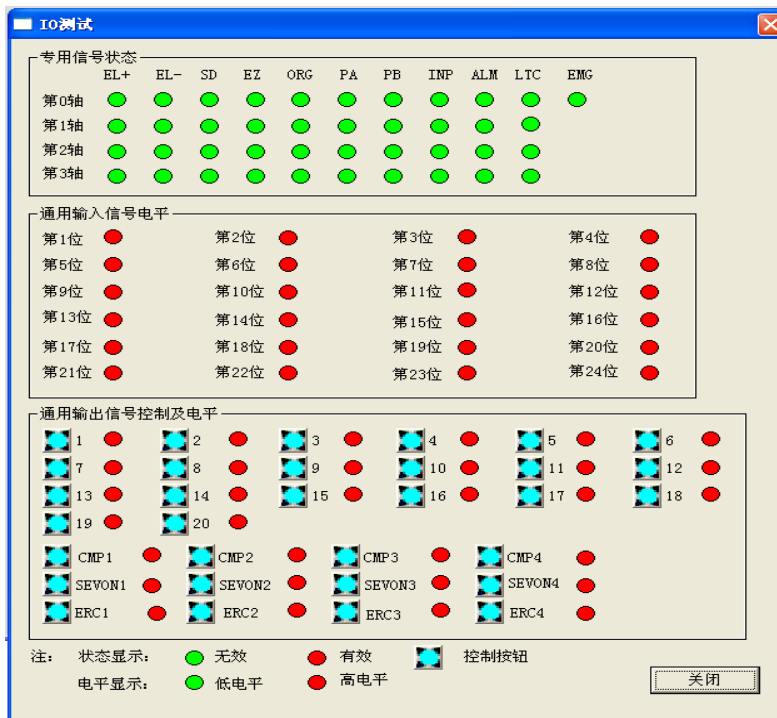 IO测试
专用信号状态
EL+ EL- SD EZ ORG PA PB INP ALM LTC EMG
第0轴
第1轴
第2轴
第3轴
通用输入信号电平
第1位 第2位 第3位 第4位
第5位 第6位 第7位 第8位
第9位 第10位 第11位 第12位
第13位 第14位 第15位 第16位
第17位 第18位 第19位 第20位
第21位 第22位 第23位 第24位
通用输出信号控制及电平
1 2 3 4 5 6
7 8 9 10 11 12
13 14 15 16 17 18
19 20
CMP1 CMP2 CMP3 CMP4
SEVON1 SEVON2 SEVON3 SEVON4
ERC1 ERC2 ERC3 ERC4
注: 状态显示: 无效 有效 控制按钮
电平显示: 低电平 高电平 关闭